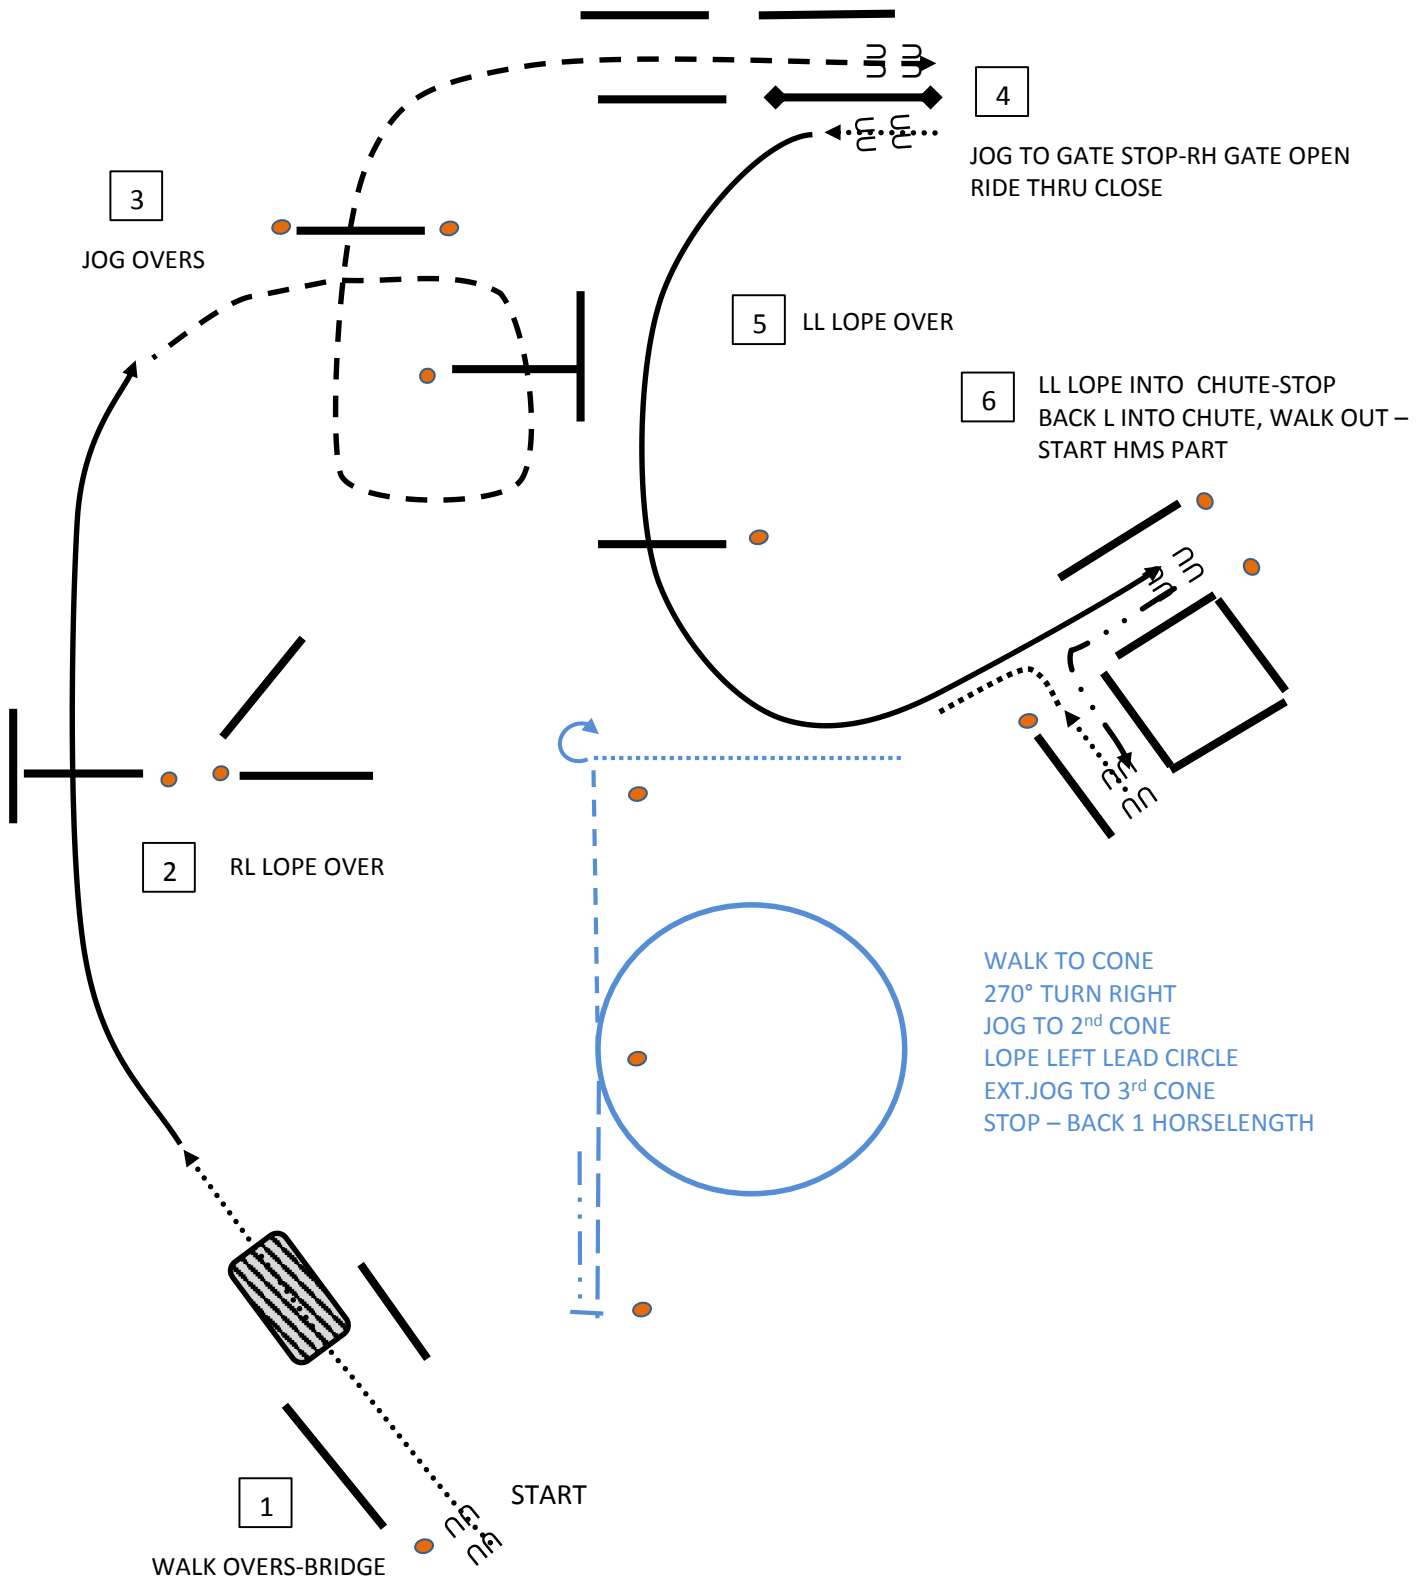 4
JOG TO GATE STOP-RH GATE OPEN
RIDE THRU CLOSE
3
JOG OVERS
5
LL LOPE OVER
6
LL LOPE INTO  CHUTE-STOP
BACK L INTO CHUTE, WALK OUT –
START HMS PART
2
RL LOPE OVER
WALK TO CONE
270° TURN RIGHT
JOG TO 2nd CONE
LOPE LEFT LEAD CIRCLE
EXT.JOG TO 3rd CONE
STOP – BACK 1 HORSELENGTH
START
1
WALK OVERS-BRIDGE